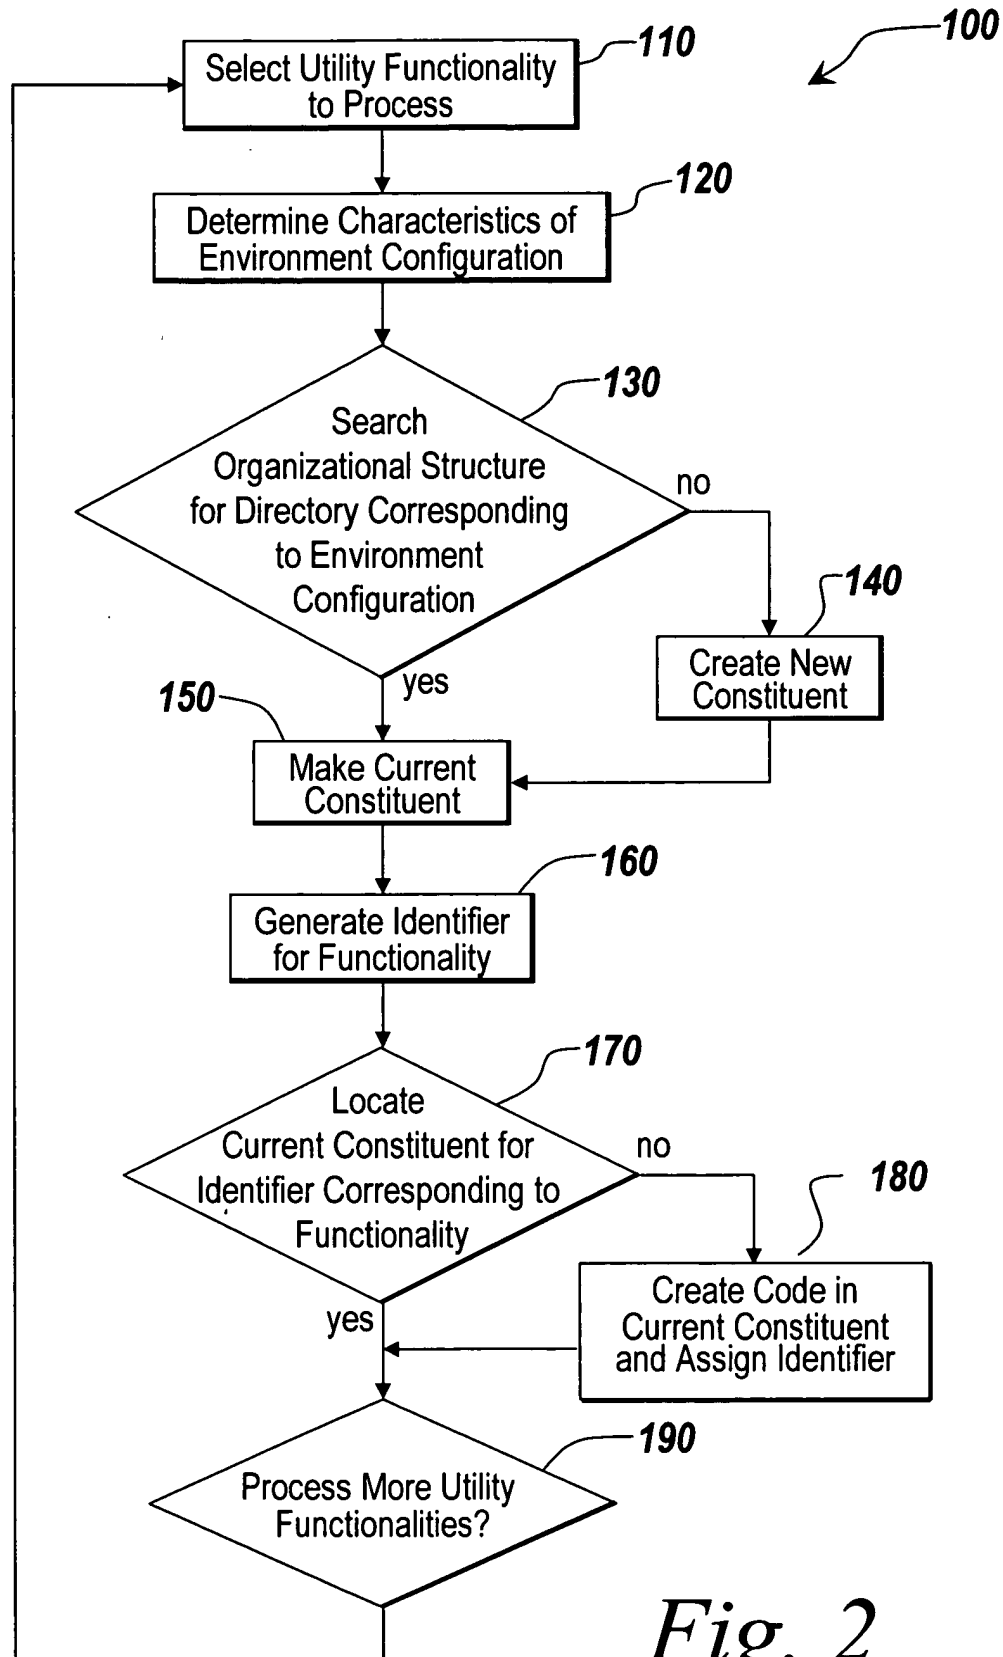 100
110
Select Utility Functionality
to Process
120
Determine Characteristics of
Environment Configuration
130
Search
Organizational Structure
for Directory Corresponding
to Environment
Configuration
no
140
Create New
Constituent
yes
150
Make Current
Constituent
160
Generate Identifier
for Functionality
170
Locate
Current Constituent for
Identifier Corresponding to
Functionality
no
180
Create Code in
Current Constituent
and Assign Identifier
yes
190
Process More Utility
Functionalities?
Fig. 2